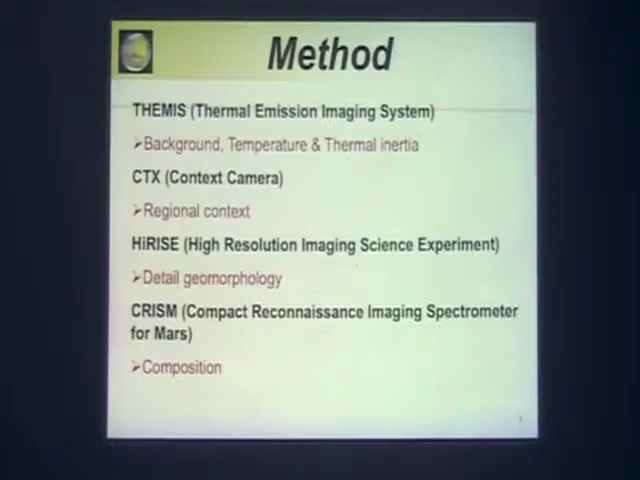 Method
THEMIS (Thermal Emission Imaging System)
➢Background, Temperature & Thermal inertia
CTX (Context Camera)
➢Regional context
HiRISE (High Resolution Imaging Science Experiment)
➢Detail geomorphology
CRISM (Compact Reconnaissance Imaging Spectrometer
for Mars)
➢Composition